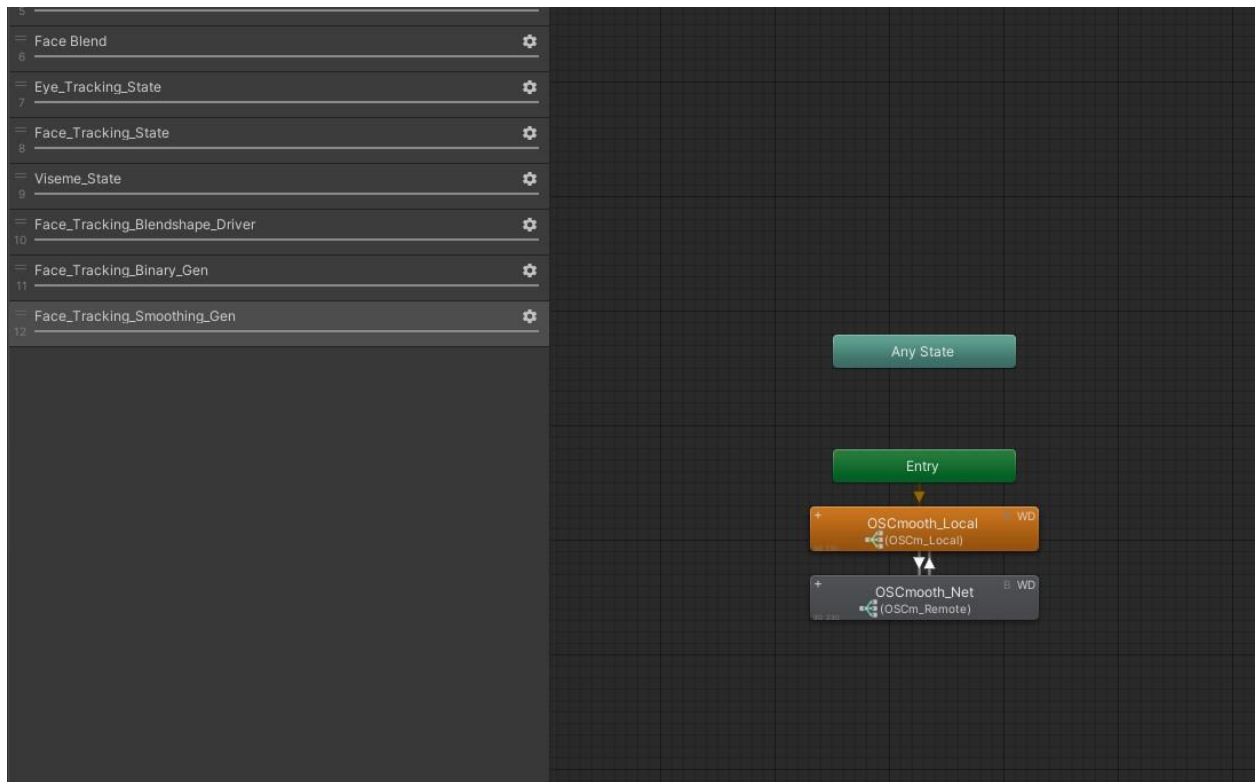 5
Face Blend
6
Eye_Tracking_State
7
Face_Tracking_State
8
Viseme_State
9
Face_Tracking_Blendshape_Driver
10
Face_Tracking_Binary_Gen
11
Face_Tracking_Smoothing_Gen
12
Any State
Entry
+ WD
OSCmooth_Local
(OSCm_Local)
+ B WD
OSCmooth_Net
(OSCm_Remote)